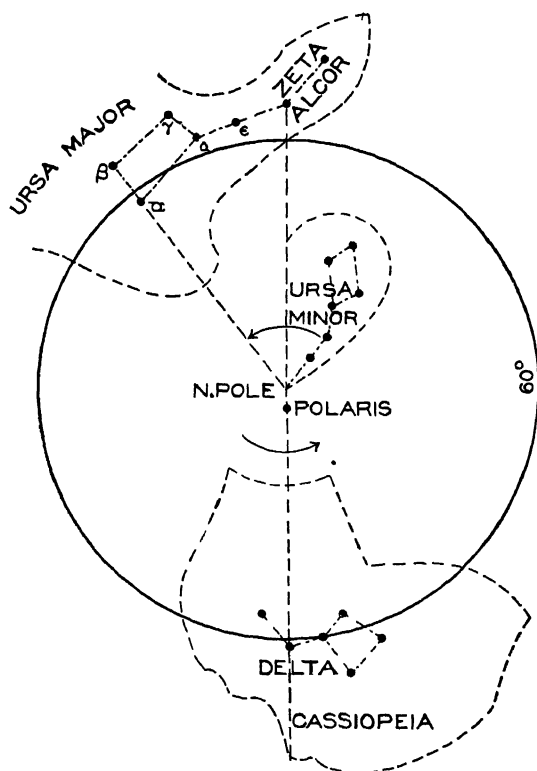 ZETA
ALCOR
URSA MAJOR
γ
δ
ε
β
α
URSA
MINOR
N.POLE
POLARIS
60°
DELTA
CASSIOPEIA